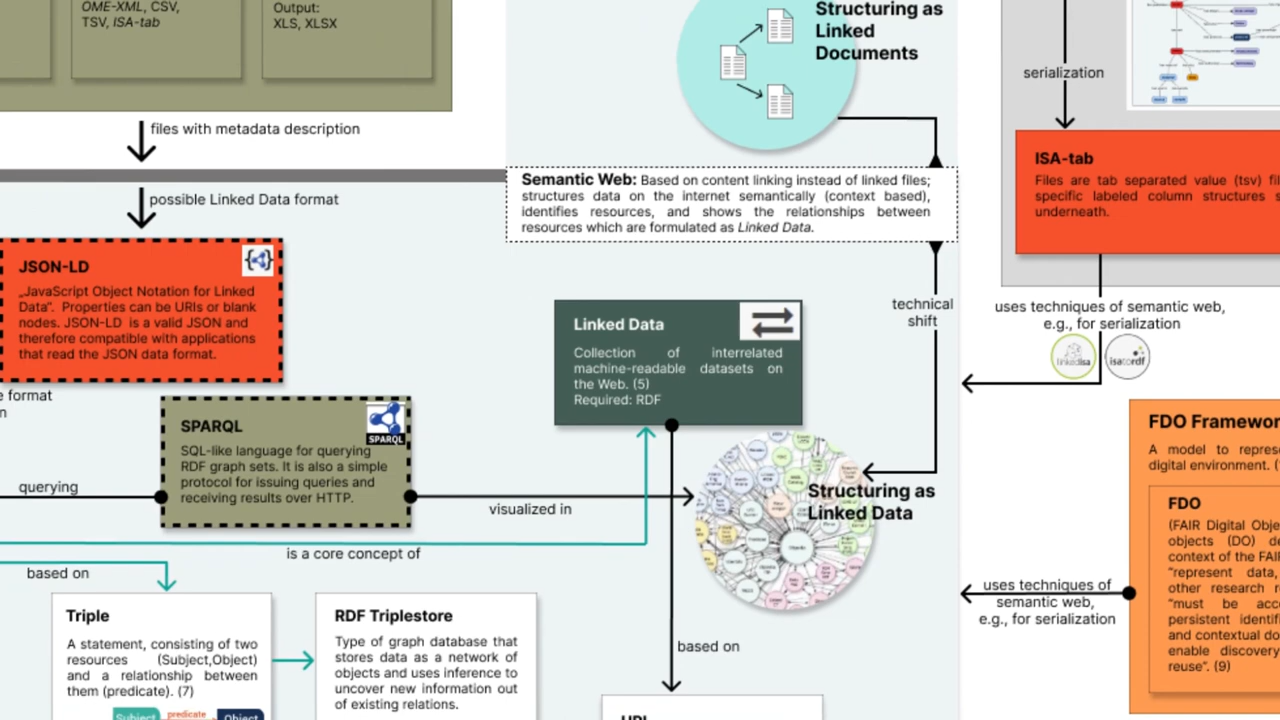 OME-XML, CSV,
TSV, ISA-tab
Output:
XLS, XLSX
files with metadata description
possible Linked Data format
Structuring as
Linked
Documents
Semantic Web: Based on content linking instead of linked files;
structures data on the internet semantically (context based),
identifies resources, and shows the relationships between
resources which are formulated as Linked Data.
JSON-LD
„JavaScript Object Notation for Linked
Data". Properties can be URIs or blank
nodes. JSON-LD is a valid JSON and
therefore compatible with applications
that read the JSON data format.
format
SPARQL
SPARQL
SQL-like language for querying
RDF graph sets. It is also a simple
protocol for issuing queries and
receiving results over HTTP.
querying
visualized in
is a core concept of
based on
Linked Data
Collection of interrelated
machine-readable datasets on
the Web. (5)
Required: RDF
technical
shift
Structuring as
Linked Data
based on
Triple
A statement, consisting of two
resources (Subject,Object)
and a relationship between
them (predicate). (7)
Subject predicate Object
RDF Triplestore
Type of graph database that
stores data as a network of
objects and uses inference to
uncover new information out
of existing relations.
URI
serialization
ISA-tab
Files are tab separated value (tsv)
specific labeled column structures
underneath.
uses techniques of semantic web,
e.g., for serialization
linkedisa
isatordf
FDO
A model to
digital environment.
FDO
(FAIR Digital
objects (DO)
context of the
"represent data,
other research
"must be
persistent
and contextual
enable
reuse". (9)
uses techniques of
semantic web,
e.g., for serialization